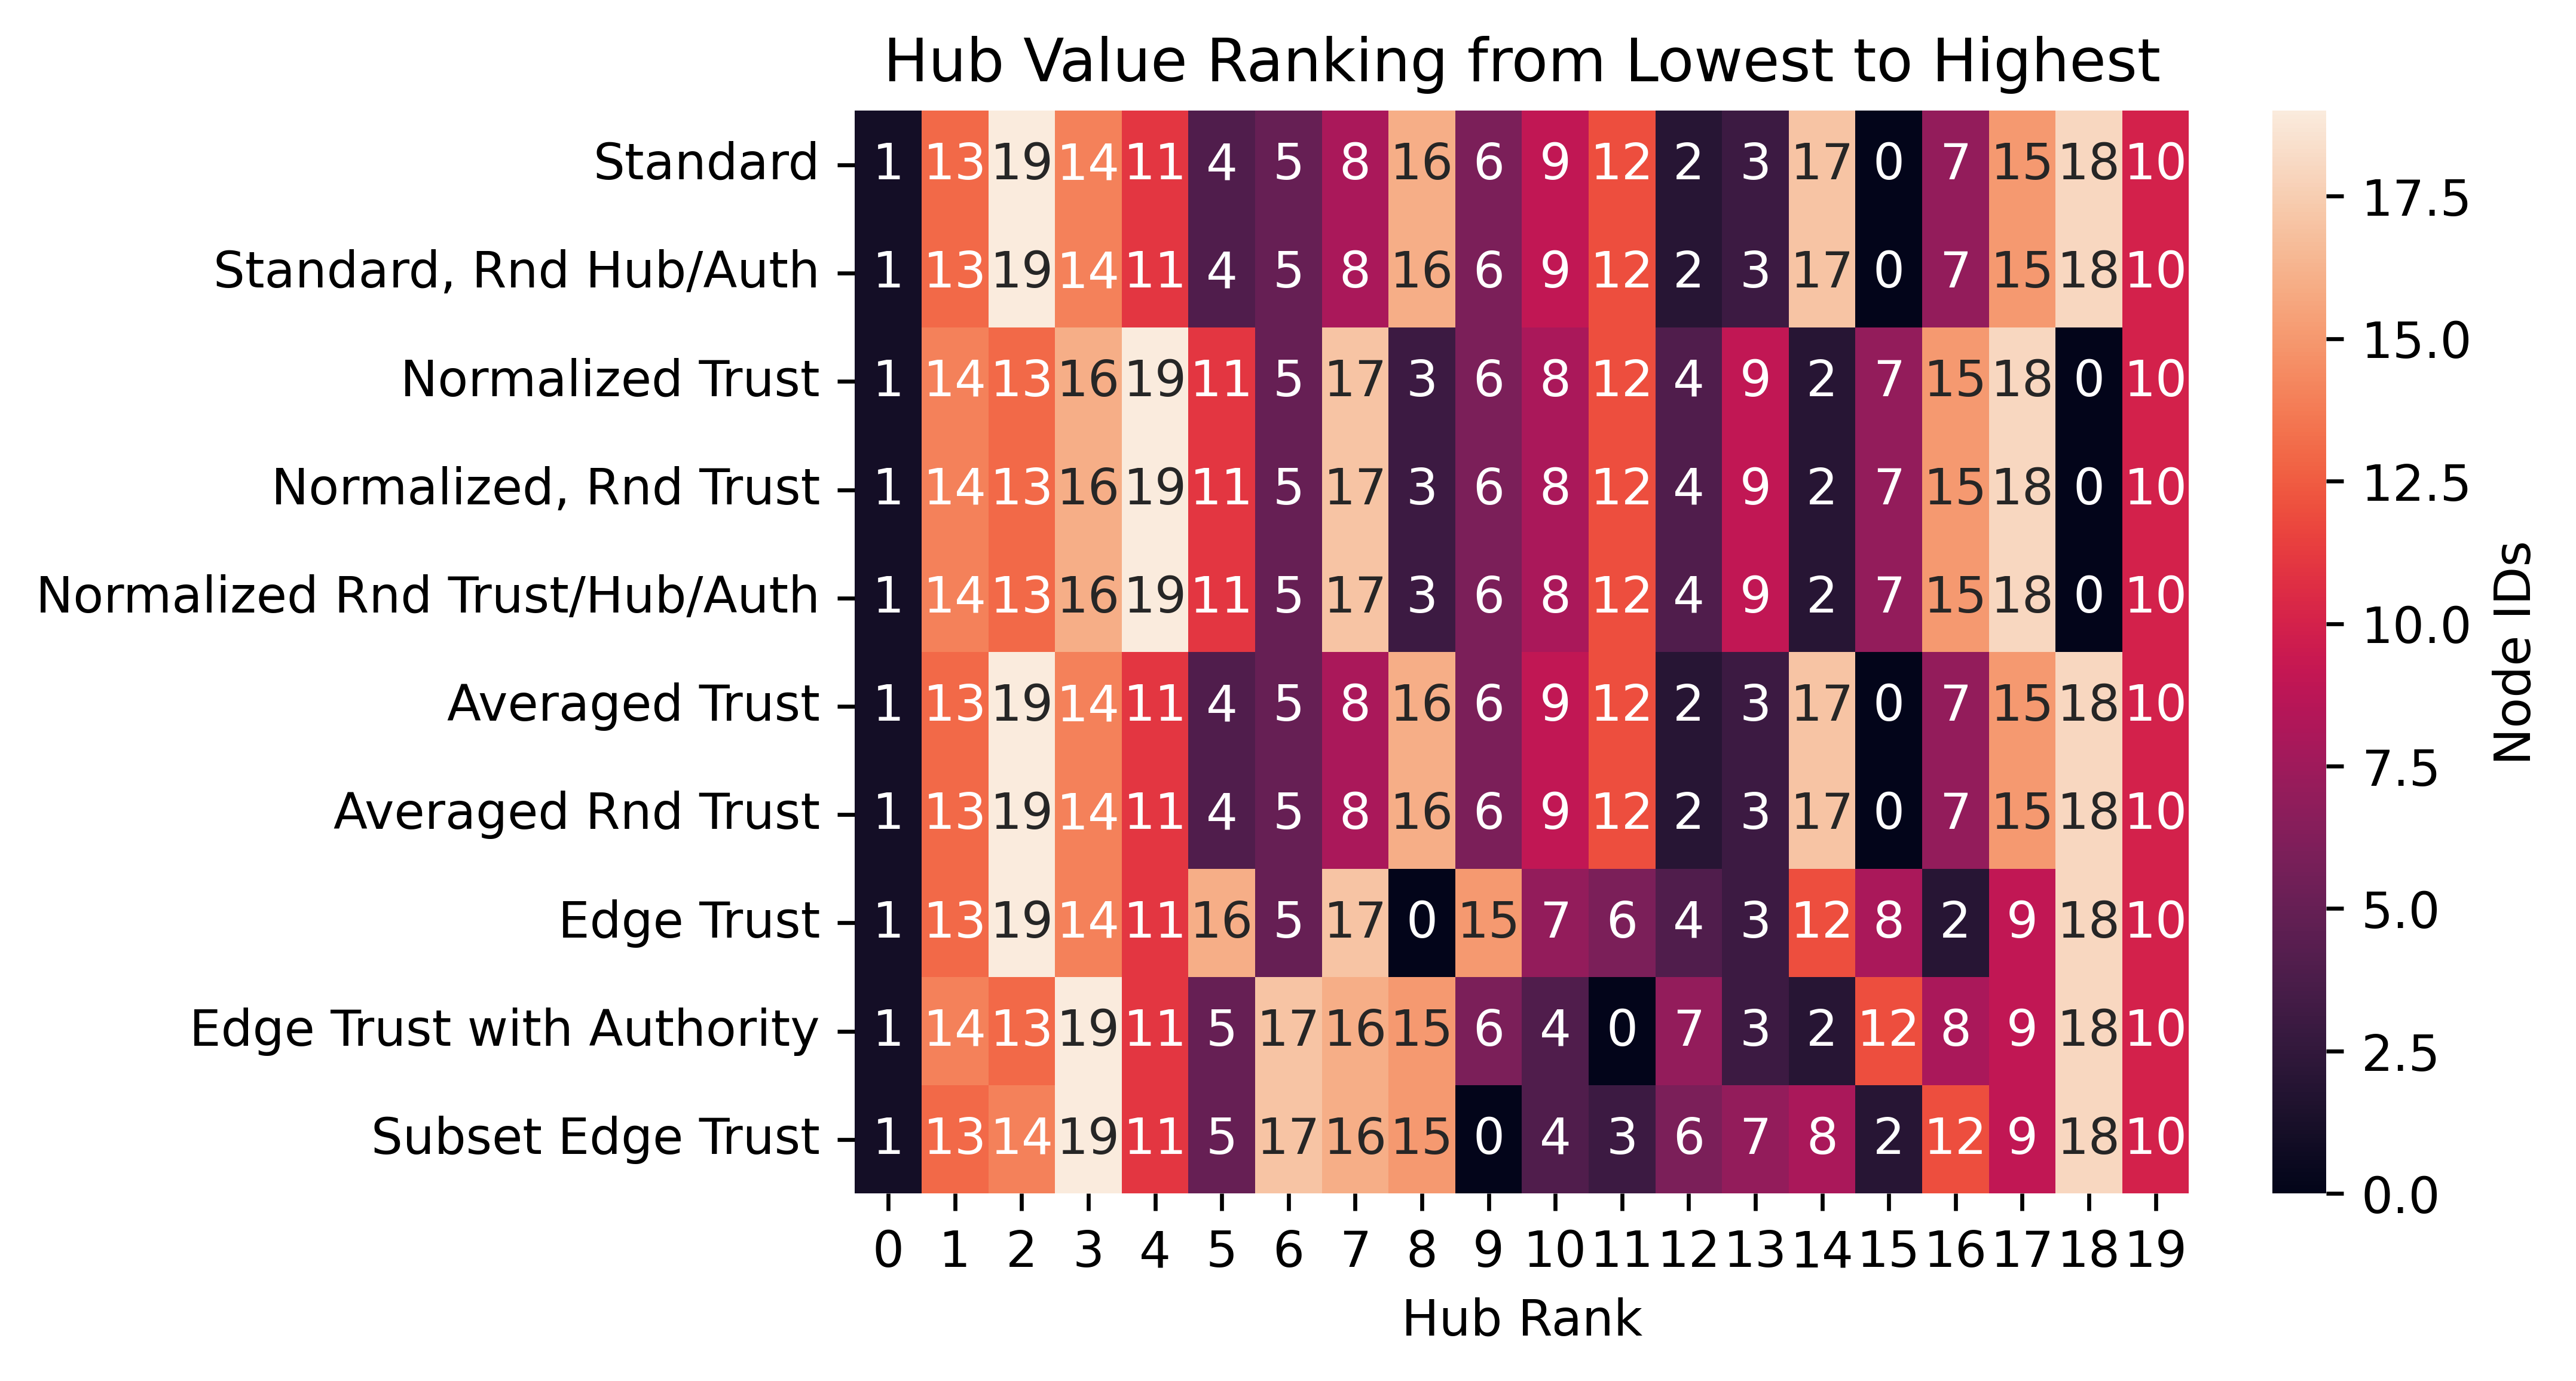 Hub Value Ranking from Lowest to Highest
Standard 1 13 19 14 11 4 5 8 16 6 9 12 2 3 17 0 7 15 18 10
Standard, Rnd Hub/Auth 1 13 19 14 11 4 5 8 16 6 9 12 2 3 17 0 7 15 18 10
Normalized Trust 1 14 13 16 19 11 5 17 3 6 8 12 4 9 2 7 15 18 0 10
Normalized, Rnd Trust 1 14 13 16 19 11 5 17 3 6 8 12 4 9 2 7 15 18 0 10
Normalized Rnd Trust/Hub/Auth 1 14 13 16 19 11 5 17 3 6 8 12 4 9 2 7 15 18 0 10
Averaged Trust 1 13 19 14 11 4 5 8 16 6 9 12 2 3 17 0 7 15 18 10
Averaged Rnd Trust 1 13 19 14 11 4 5 8 16 6 9 12 2 3 17 0 7 15 18 10
Edge Trust 1 13 19 14 11 16 5 17 0 15 7 6 4 3 12 8 2 9 18 10
Edge Trust with Authority 1 14 13 19 11 5 17 16 15 6 4 0 7 3 2 12 8 9 18 10
Subset Edge Trust 1 13 14 19 11 5 17 16 15 0 4 3 6 7 8 2 12 9 18 10
0 1 2 3 4 5 6 7 8 9 10 11 12 13 14 15 16 17 18 19
Hub Rank
17.5
15.0
12.5
10.0
7.5
5.0
2.5
0.0
Node IDs